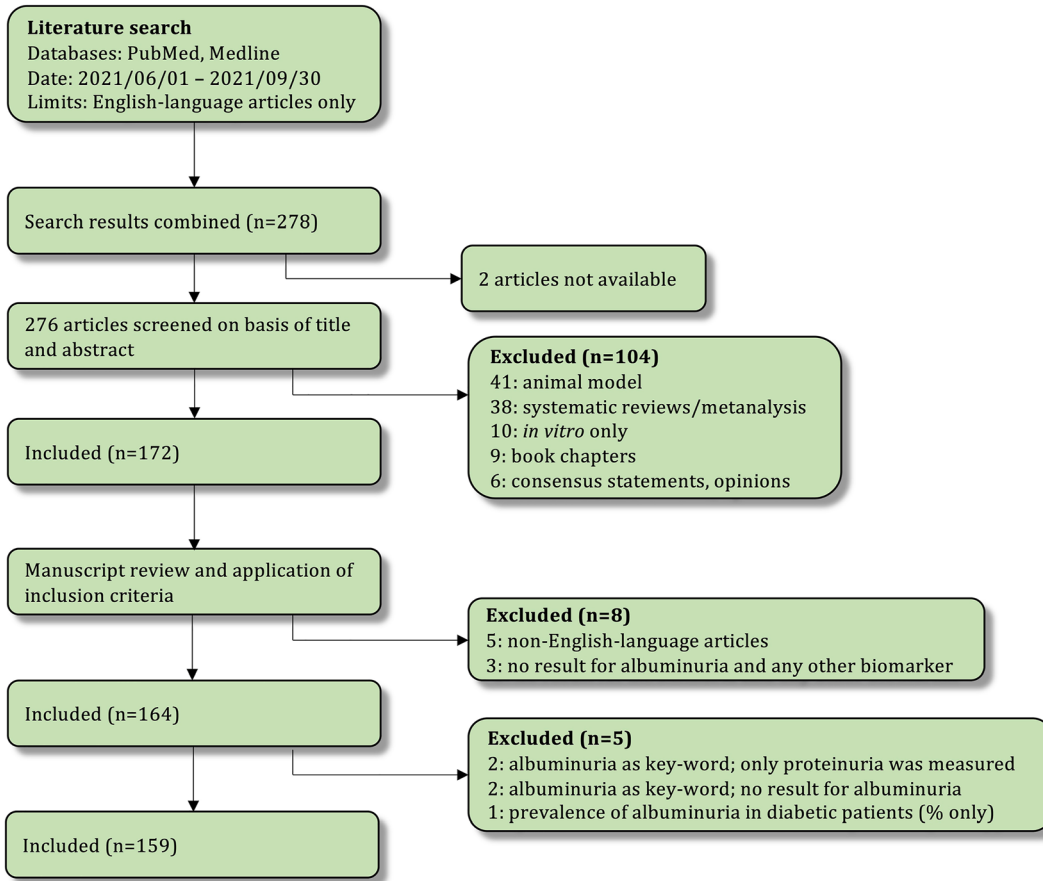 Literature search
Databases: PubMed, Medline
Date: 2021/06/01 – 2021/09/30
Limits: English-language articles only
Search results combined (n=278)
2 articles not available
276 articles screened on basis of title
and abstract
Excluded (n=104)
41: animal model
38: systematic reviews/metanalysis
10: in vitro only
9: book chapters
6: consensus statements, opinions
Included (n=172)
Manuscript review and application of
inclusion criteria
Excluded (n=8)
5: non-English-language articles
3: no result for albuminuria and any other biomarker
Included (n=164)
Excluded (n=5)
2: albuminuria as key-word; only proteinuria was measured
2: albuminuria as key-word; no result for albuminuria
1: prevalence of albuminuria in diabetic patients (% only)
Included (n=159)